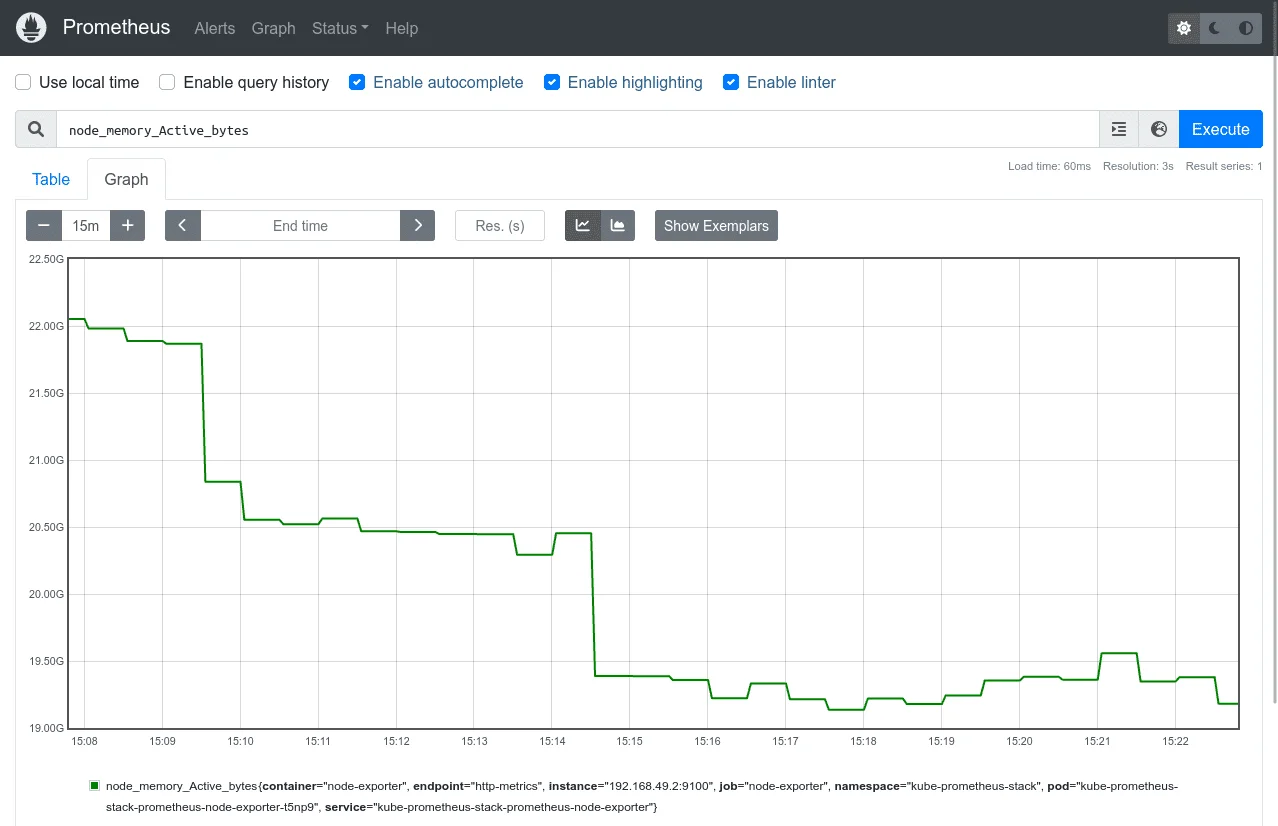 Prometheus Alerts Graph Status Help
Use local time Enable query history Enable autocomplete Enable highlighting Enable linter
node_memory_Active_bytes Execute
Load time: 60ms Resolution: 3s Result series: 1
Table Graph
15m End time Res. (s) Show Exemplars
22.50G
22.00G
21.50G
21.00G
20.50G
20.00G
19.50G
19.00G
15:08 15:09 15:10 15:11 15:12 15:13 15:14 15:15 15:16 15:17 15:18 15:19 15:20 15:21 15:22
node_memory_Active_bytes{container="node-exporter", endpoint="http-metrics", instance="192.168.49.2:9100", job="node-exporter", namespace="kube-prometheus-stack", pod="kube-prometheus-
stack-prometheus-node-exporter-t5np9", service="kube-prometheus-stack-prometheus-node-exporter"}